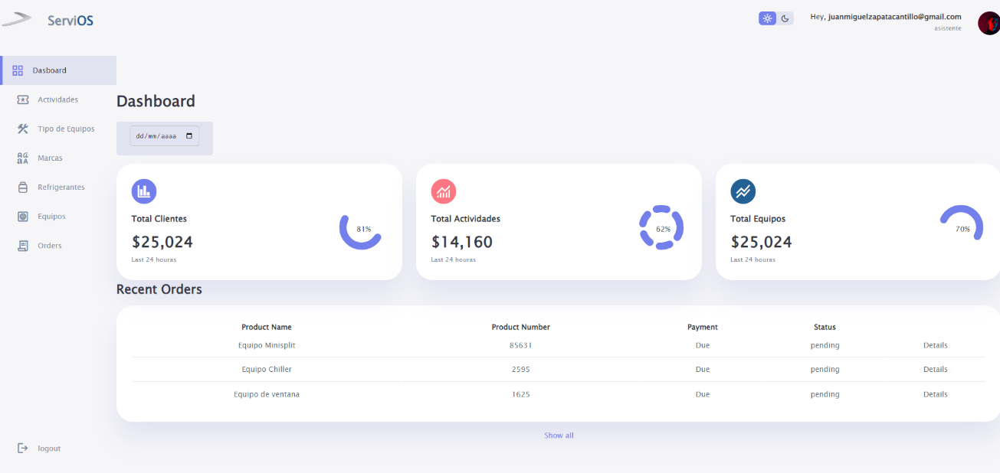 ServiOS
Hey, juanmiguelzapatacantillo@gmail.com
asistente
Dasboard
Actividades
Tipo de Equipos
Marcas
Refrigerantes
Equipos
Orders
logout
Dashboard
dd/mm/aaaa
Total Clientes
$25,024
Last 24 houras
81%
Total Actividades
$14,160
Last 24 houras
62%
Total Equipos
$25,024
Last 24 houras
70%
Recent Orders
Product Name Product Number Payment Status
Equipo Minisplit 85631 Due pending Details
Equipo Chiller 2595 Due pending Details
Equipo de ventana 1625 Due pending Details
Show all